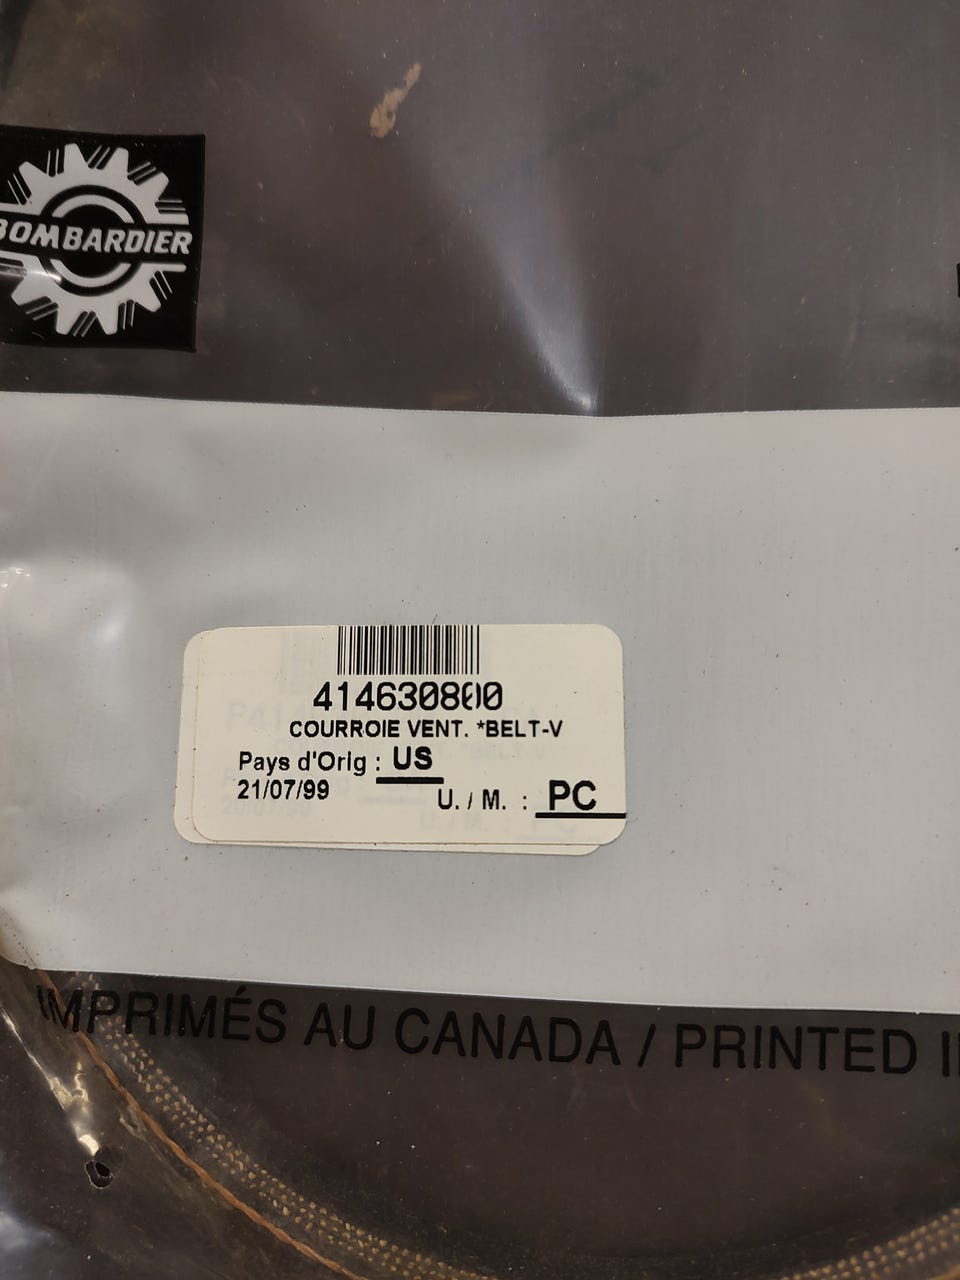 BOMBARDIER
414630800
COURROIE VENT. *BELT-V
Pays d'Orig : US
21/07/99
U. / M. : PC
IMPRIMÉS AU CANADA / PRINTED